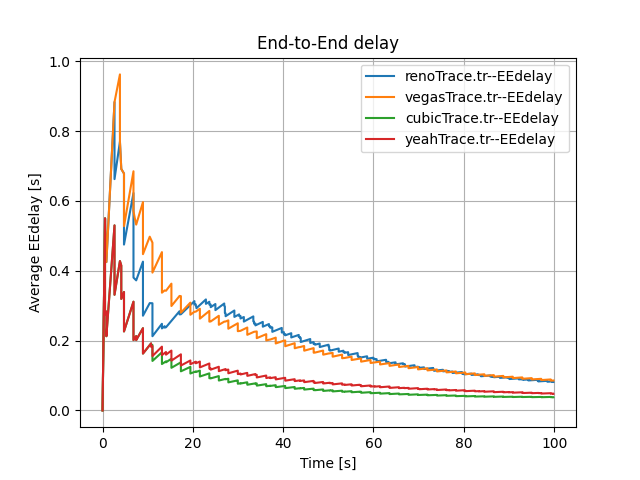 End-to-End delay
renoTrace.tr--EEdelay
vegasTrace.tr--EEdelay
cubicTrace.tr--EEdelay
yeahTrace.tr--EEdelay
Average EEdelay [s]
1.0
0.8
0.6
0.4
0.2
0.0
0 20 40 60 80 100
Time [s]